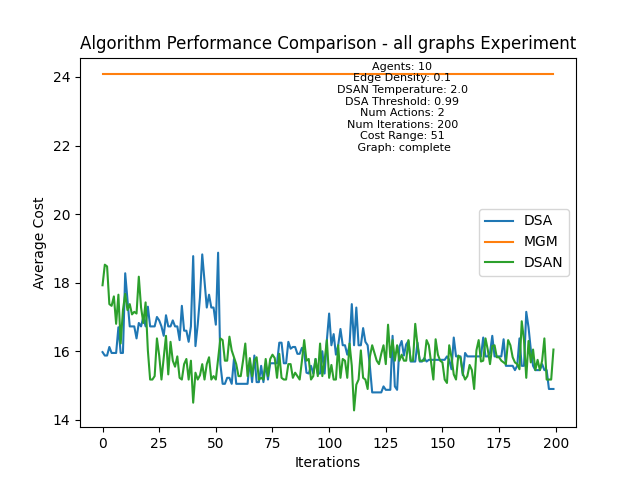 Algorithm Performance Comparison - all graphs Experiment
Agents: 10
Edge Density: 0.1
DSAN Temperature: 2.0
DSA Threshold: 0.99
Num Actions: 2
Num Iterations: 200
Cost Range: 51
Graph: complete
DSA
MGM
DSAN
Average Cost
24
22
20
18
16
14
0 25 50 75 100 125 150 175 200
Iterations